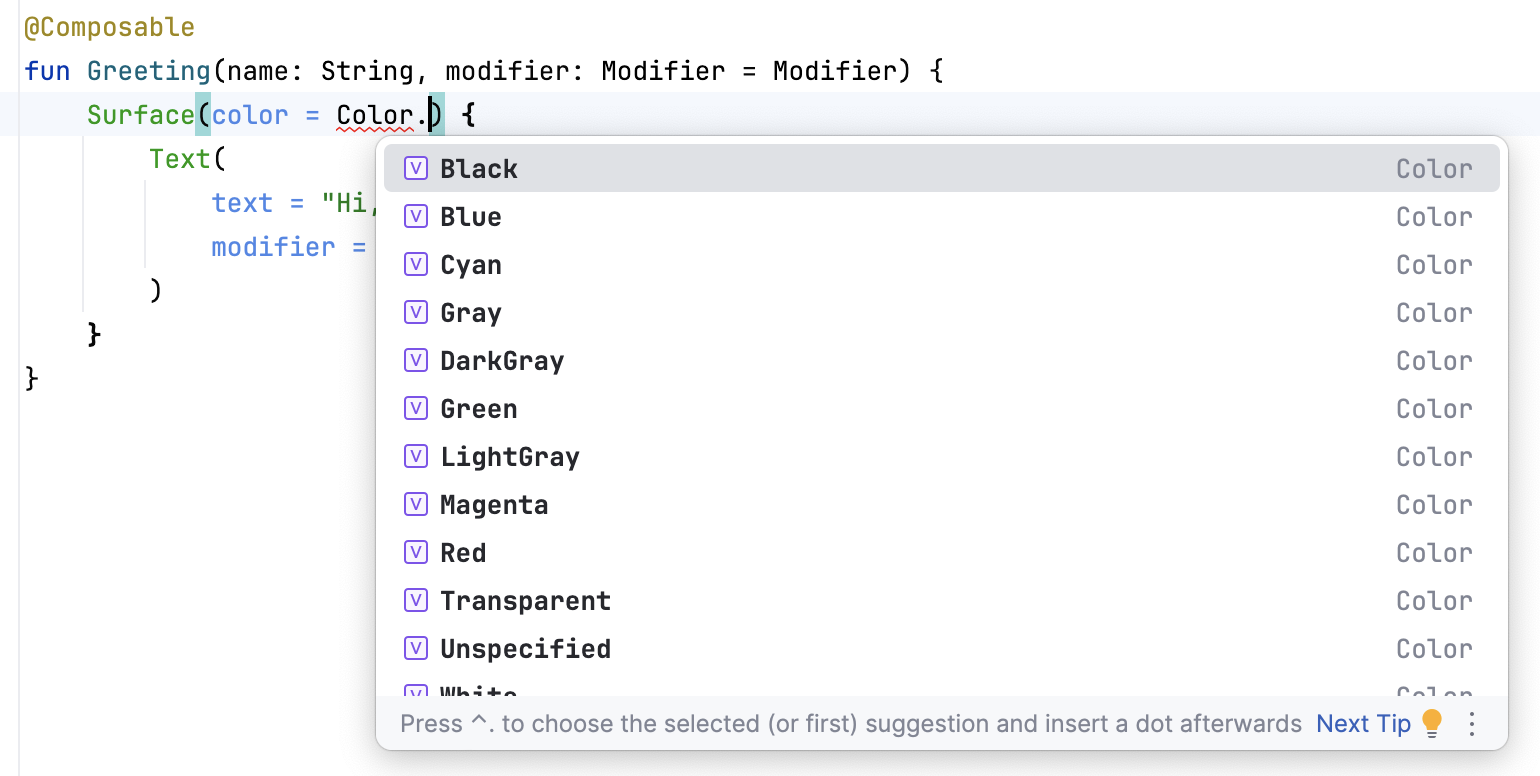 @Composable
fun Greeting(name: String, modifier: Modifier = Modifier) {
Surface(color = Color.) {
Text(
text = "Hi,
modifier =
)
}
}
Black Color
Blue Color
Cyan Color
Gray Color
DarkGray Color
Green Color
LightGray Color
Magenta Color
Red Color
Transparent Color
Unspecified Color
White Color
Press ^. to choose the selected (or first) suggestion and insert a dot afterwards Next Tip